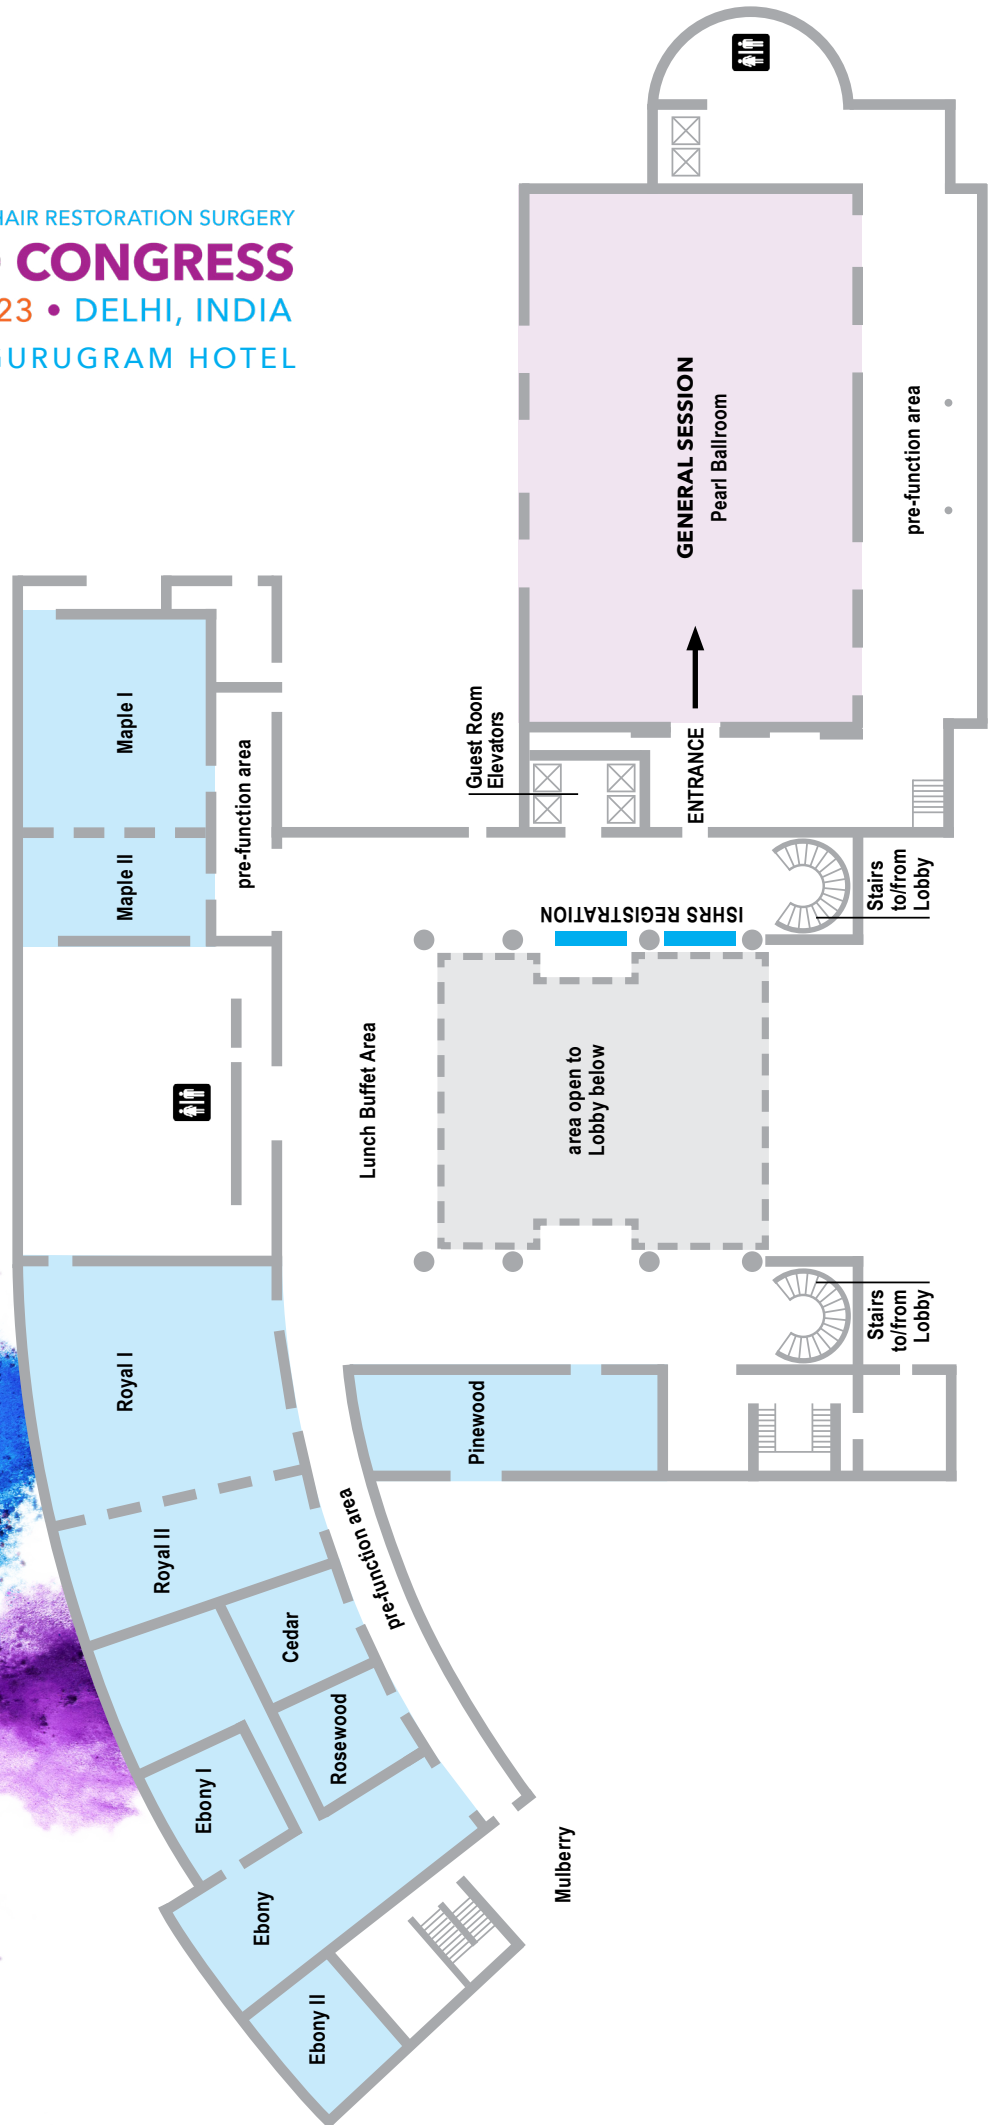 HAIR RESTORATION SURGERY
CONGRESS
23 • DELHI, INDIA
GURUGRAM HOTEL
GENERAL SESSION
Pearl Ballroom
pre-function area
ENTRANCE
Guest Room
Elevators
Maple I
Maple II
pre-function area
ISHRS REGISTRATION
Stairs
to/from
Lobby
Lunch Buffet Area
area open to
Lobby below
Stairs
to/from
Lobby
Royal I
Pinewood
Royal II
pre-function area
Cedar
Rosewood
Ebony I
Ebony
Mulberry
Ebony II